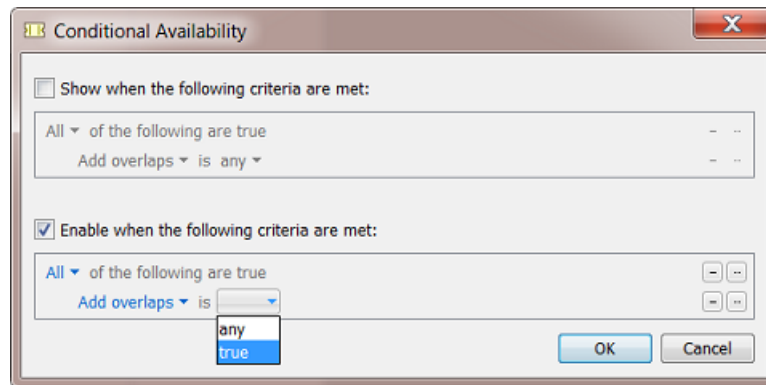 Conditional Availability
Show when the following criteria are met:
All of the following are true
Add overlaps is any
Enable when the following criteria are met:
All of the following are true
Add overlaps is
any
true
OK Cancel